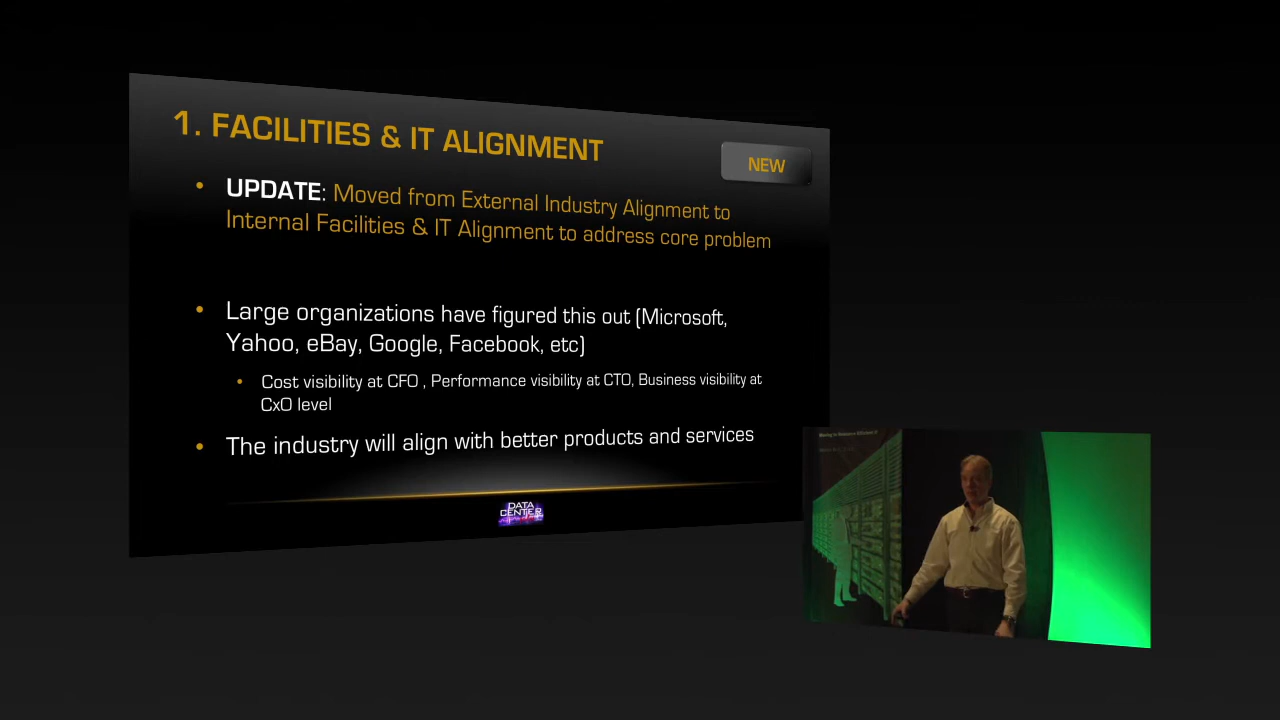 1. FACILITIES & IT ALIGNMENT
NEW
• UPDATE: Moved from External Industry Alignment to
Internal Facilities & IT Alignment to address core problem
• Large organizations have figured this out (Microsoft,
Yahoo, eBay, Google, Facebook, etc)
• Cost visibility at CFO , Performance visibility at CTO, Business visibility at
CxO level
• The industry will align with better products and services
DATA
CENTER